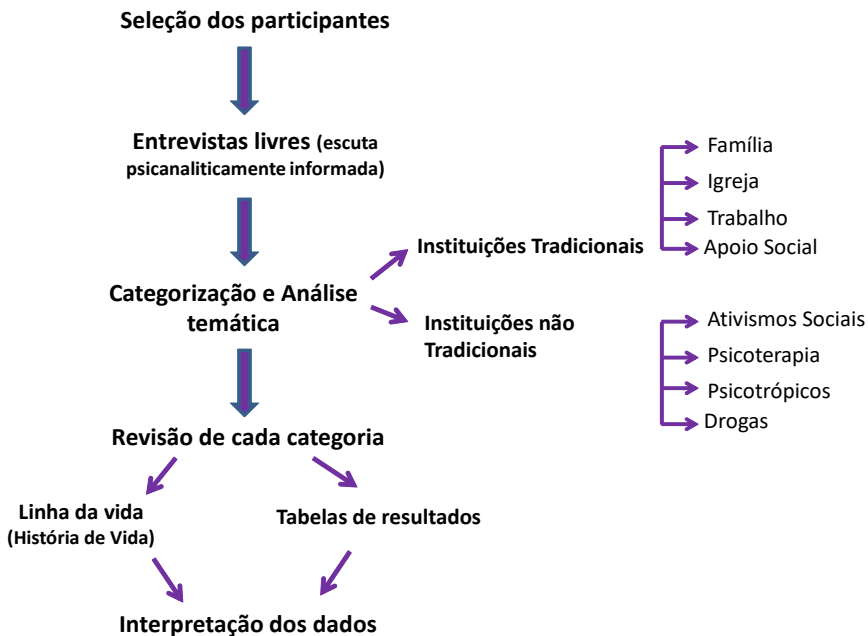 Seleção dos participantes
Entrevistas livres (escuta
psicanaliticamente informada)
Categorização e Análise
temática
Instituições Tradicionais
Família
Igreja
Trabalho
Apoio Social
Instituições não
Tradicionais
Ativismos Sociais
Psicoterapia
Psicotrópicos
Drogas
Revisão de cada categoria
Linha da vida
(História de Vida)
Tabelas de resultados
Interpretação dos dados